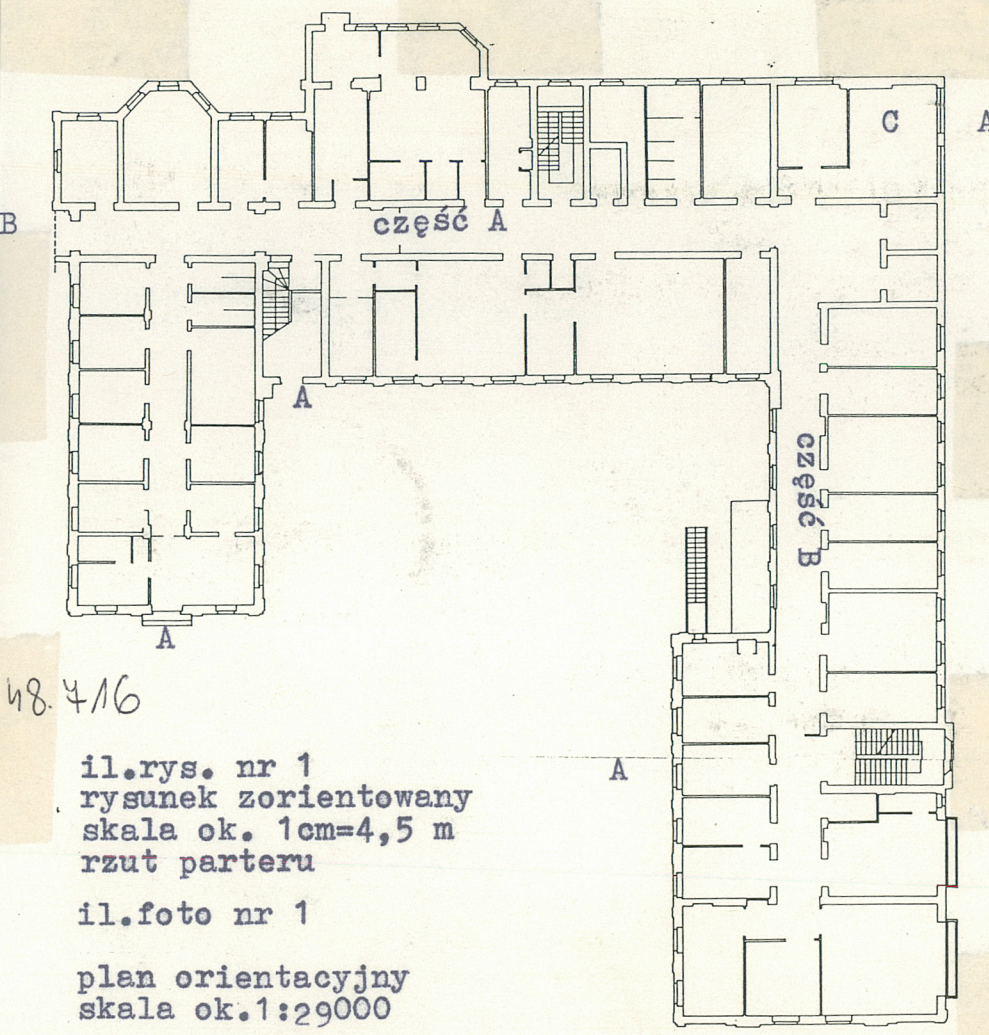 C
A
B
część A
A
część B
A
48.716
A
il.rys. nr 1
rysunek zorientowany
skala ok. 1cm=4,5 m
rzut parteru
il.foto nr 1
plan orientacyjny
skala ok.1:29000